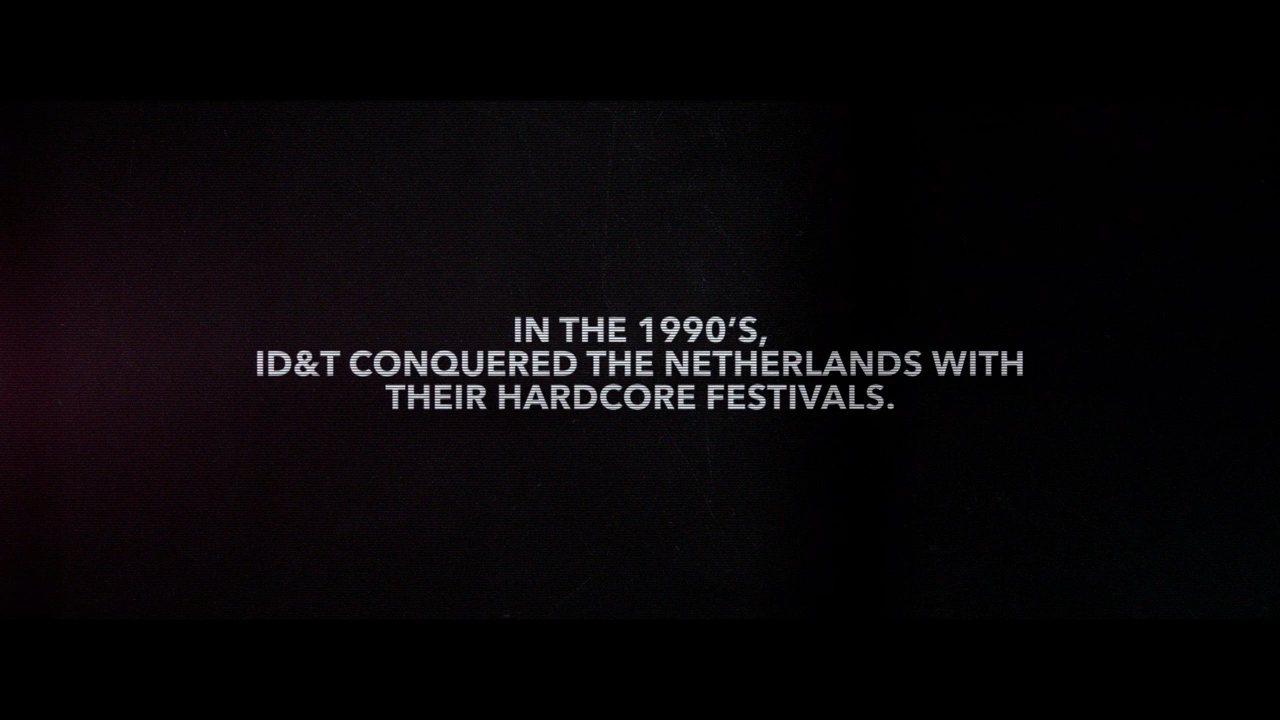 IN THE 1990'S,
ID&T CONQUERED THE NETHERLANDS WITH
THEIR HARDCORE FESTIVALS.